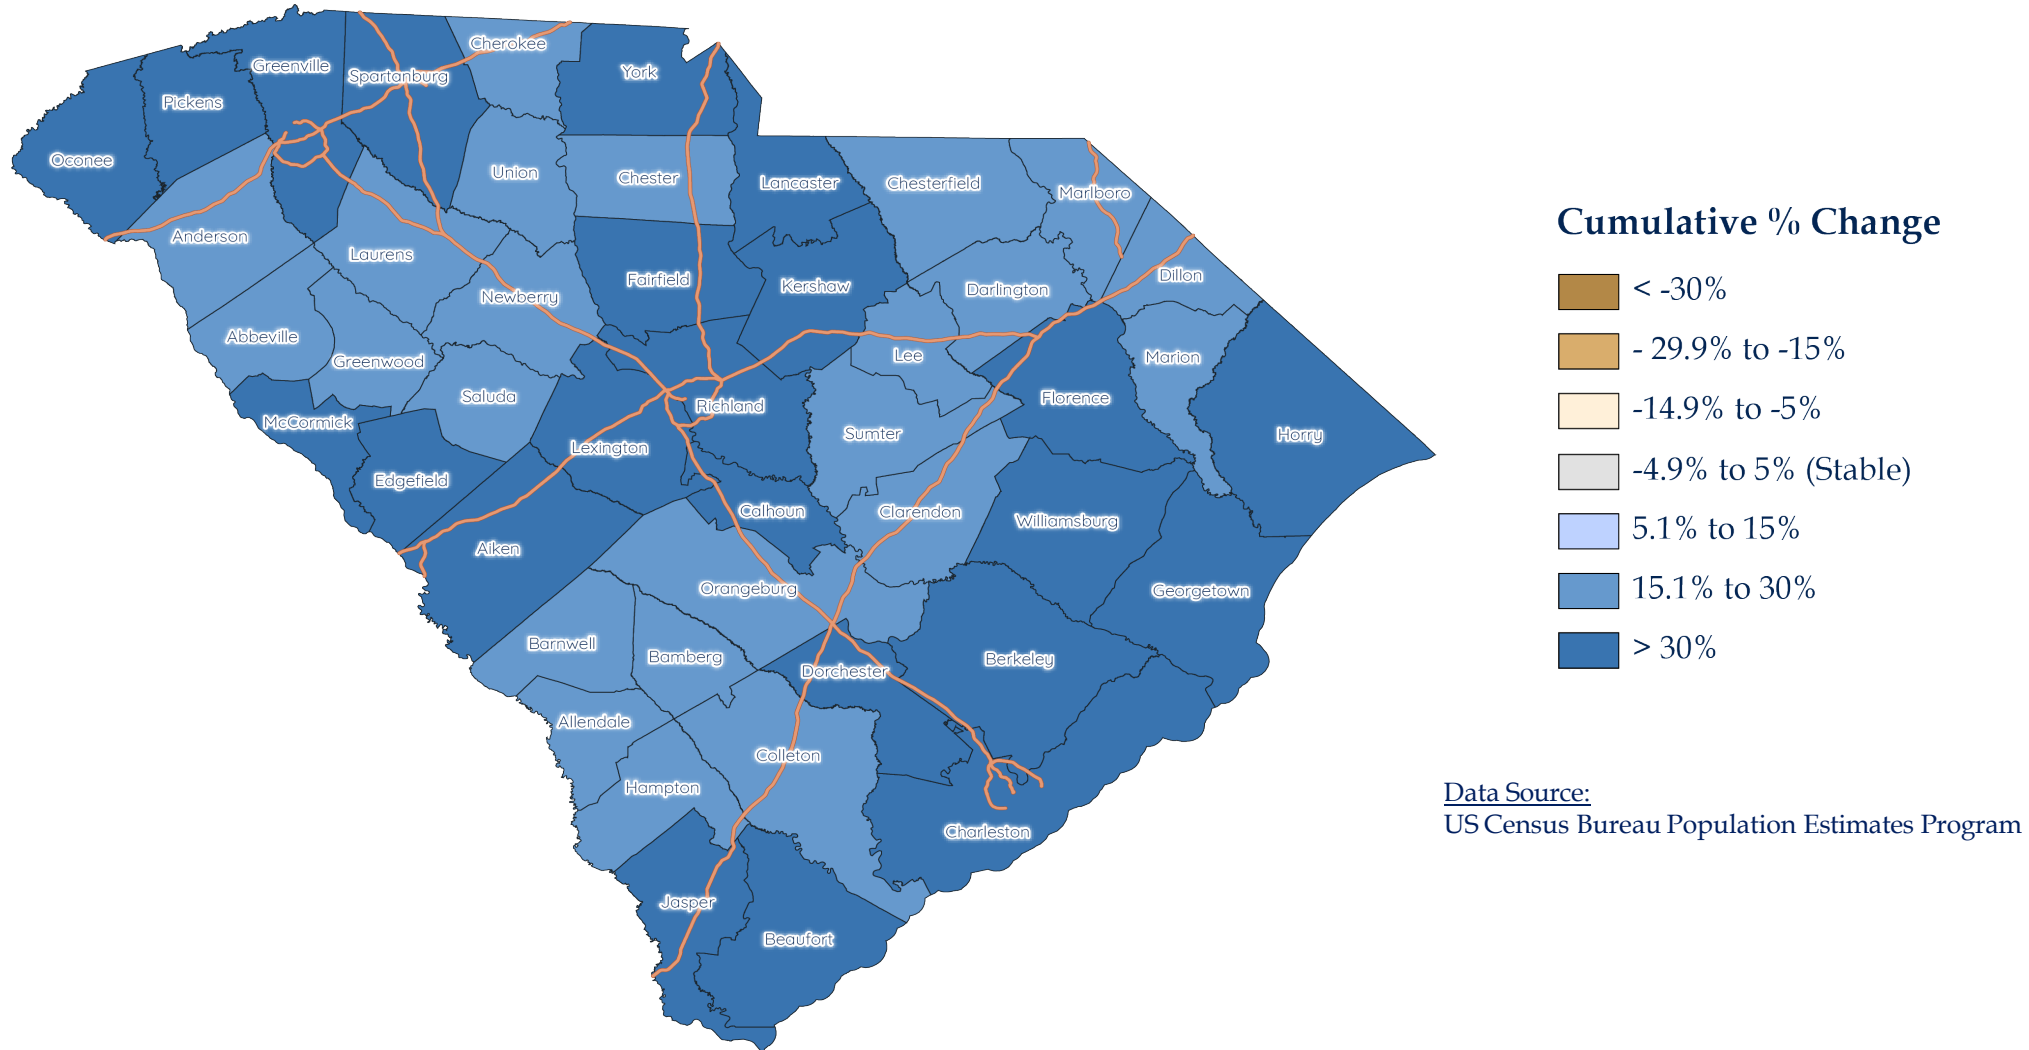 Cherokee
Greenville
York
Spartanburg
Pickens
Oconee
Union
Chester
Lancaster
Chesterfield
Marlboro
Anderson
Laurens
Dillon
Fairfield
Kershaw
Darlington
Newberry
Abbeville
Greenwood
Lee
Marion
Saluda
Florence
Richland
McCormick
Sumter
Horry
Lexington
Edgefield
Calhoun
Clarendon
Williamsburg
Aiken
Orangeburg
Georgetown
Barnwell
Bamberg
Berkeley
Dorchester
Allendale
Colleton
Hampton
Charleston
Jasper
Beaufort
Cumulative % Change
< -30%
- 29.9% to -15%
-14.9% to -5%
-4.9% to 5% (Stable)
5.1% to 15%
15.1% to 30%
> 30%
Data Source:
US Census Bureau Population Estimates Program